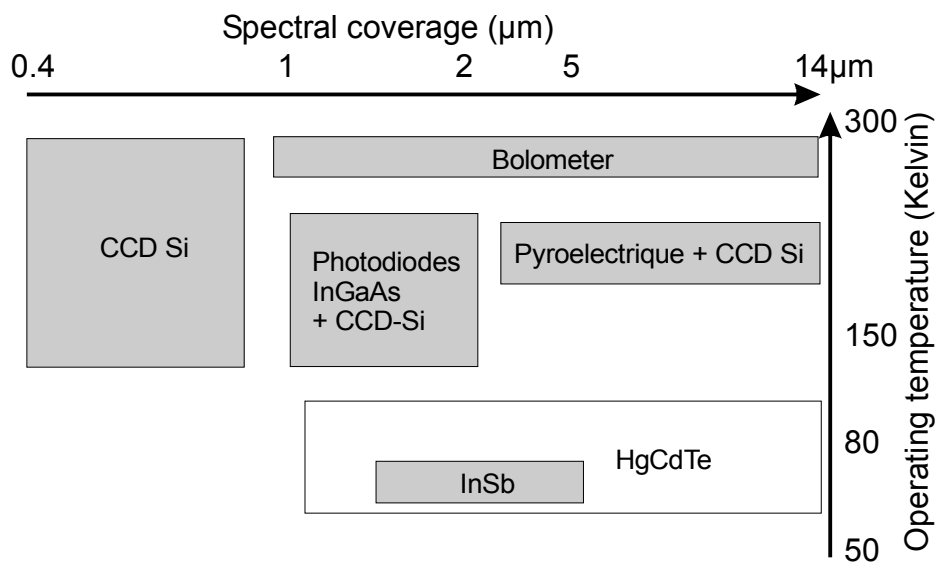 Spectral coverage (µm)
0.4 1 2 5 14µm
300
Bolometer
CCD Si
Photodiodes
InGaAs
+ CCD-Si
Pyroelectrique + CCD Si
150
HgCdTe
80
InSb
50
Operating temperature (Kelvin)